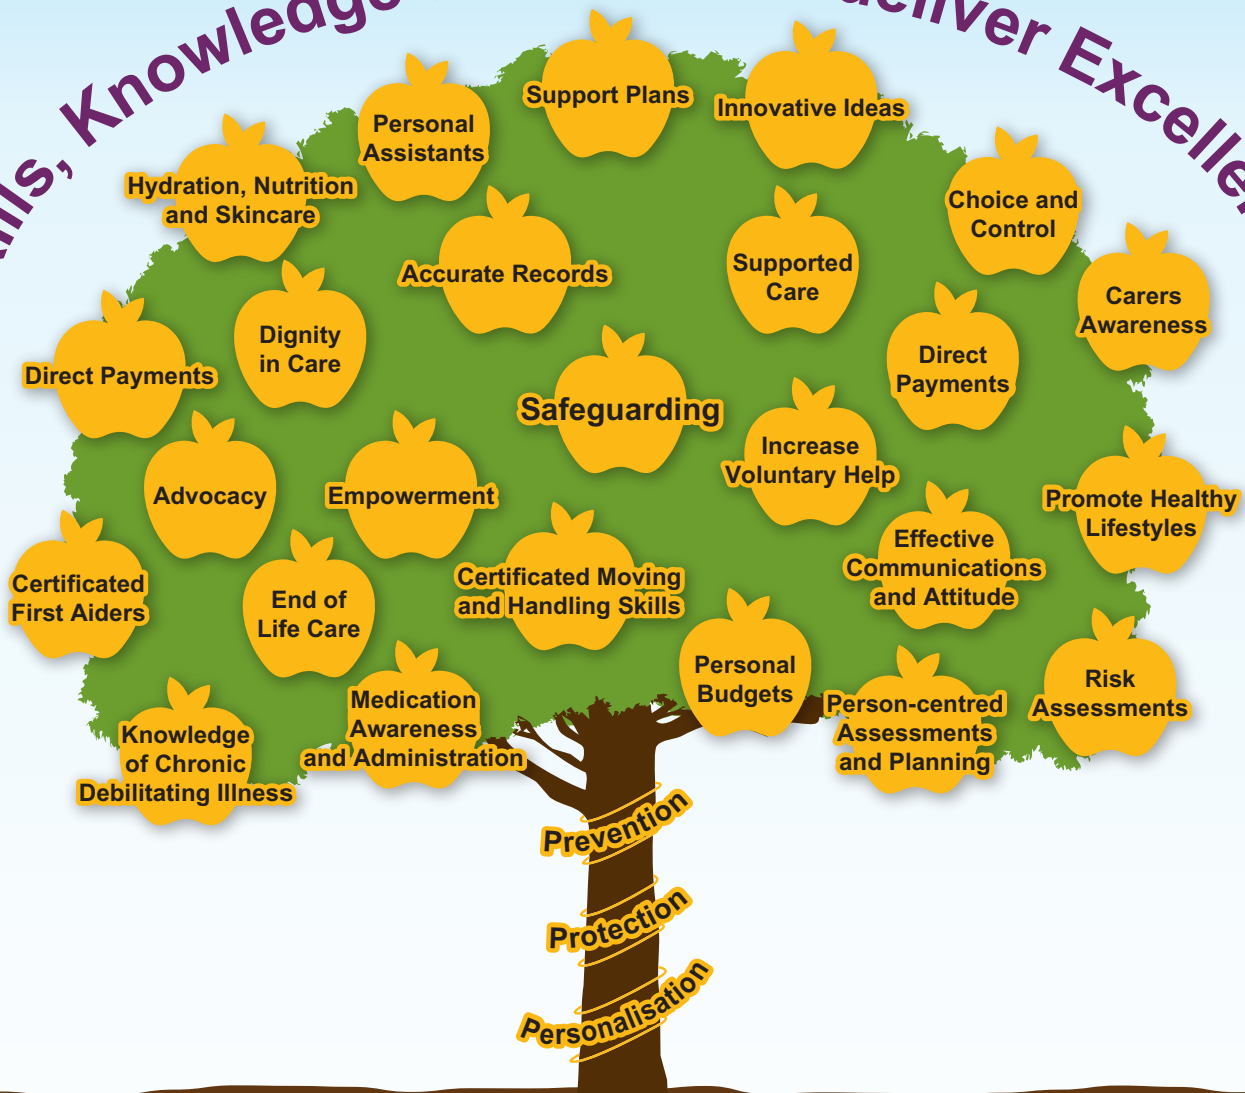 Knowledge
deliver
Support Plans
Innovative Ideas
Personal
Assistants
Hydration, Nutrition
and Skincare
Choice and
Control
Accurate Records
Supported
Care
Carers
Awareness
Dignity
in Care
Direct Payments
Direct
Payments
Safeguarding
Increase
Voluntary Help
Advocacy
Empowerment
Promote Healthy
Lifestyles
Effective
Communications
and Attitude
Certificated
First Aiders
End of
Life Care
Certificated Moving
and Handling Skills
Personal
Budgets
Risk
Assessments
Medication
Awareness
and Administration
Person-centred
Assessments
and Planning
Knowledge
of Chronic
Debilitating Illness
Prevention
Protection
Personalisation